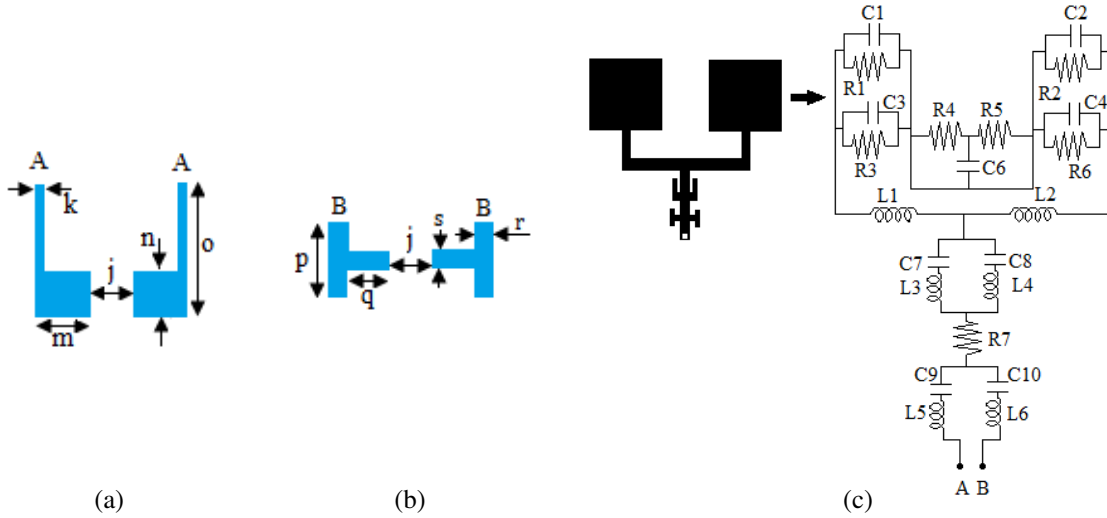 A A
k
n o
j
m
B B
s r
p j
q
C1 C2
R1 R2
C3 C4
R4 R5
R3 C6 R6
L1 L2
C7 C8
L3 L4
R7
C9 C10
L5 L6
A B
(a) (b) (c)